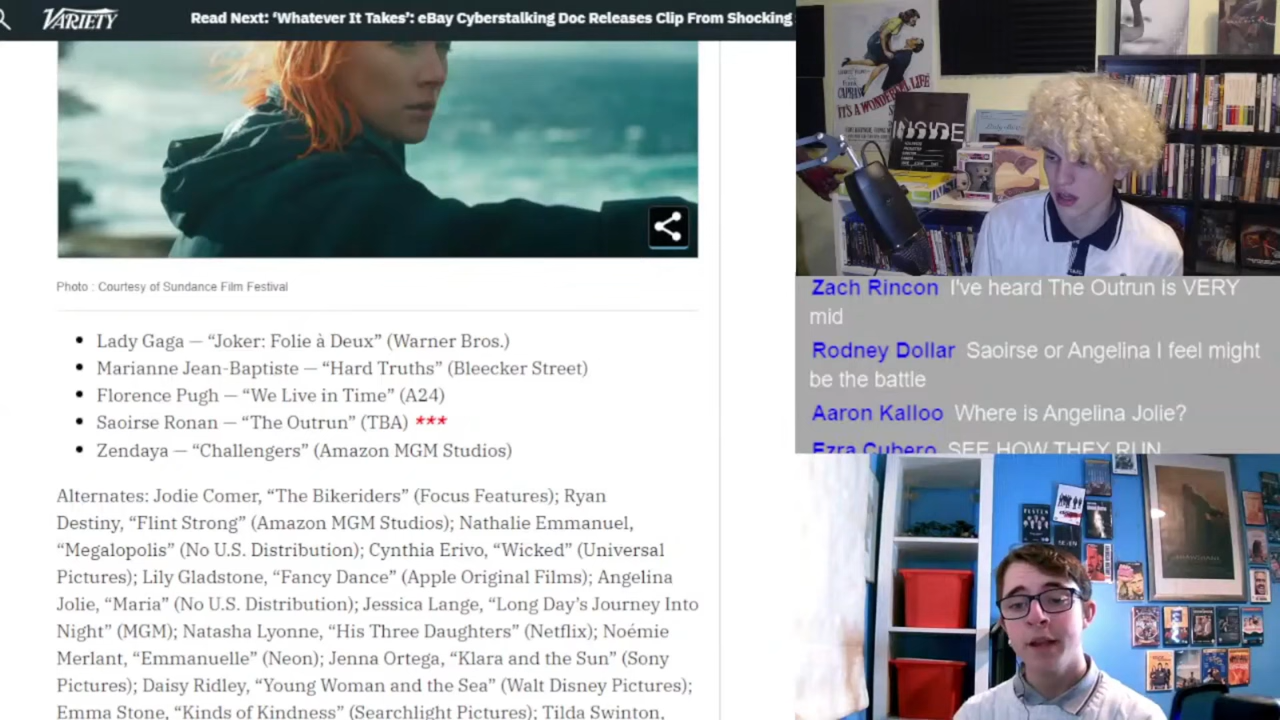 VARIETY
Read Next: ‘Whatever It Takes’: eBay Cyberstalking Doc Releases Clip From Shocking
Photo : Courtesy of Sundance Film Festival
Lady Gaga — “Joker: Folie à Deux” (Warner Bros.)
Marianne Jean-Baptiste — “Hard Truths” (Bleecker Street)
Florence Pugh — “We Live in Time” (A24)
Saoirse Ronan — “The Outrun” (TBA) ***
Zendaya — “Challengers” (Amazon MGM Studios)
Alternates: Jodie Comer, “The Bikeriders” (Focus Features); Ryan
Destiny, “Flint Strong” (Amazon MGM Studios); Nathalie Emmanuel,
“Megalopolis” (No U.S. Distribution); Cynthia Erivo, “Wicked” (Universal
Pictures); Lily Gladstone, “Fancy Dance” (Apple Original Films); Angelina
Jolie, “Maria” (No U.S. Distribution); Jessica Lange, “Long Day’s Journey Into
Night” (MGM); Natasha Lyonne, “His Three Daughters” (Netflix); Noémie
Merlant, “Emmanuelle” (Neon); Jenna Ortega, “Klara and the Sun” (Sony
Pictures); Daisy Ridley, “Young Woman and the Sea” (Walt Disney Pictures);
Emma Stone, “Kinds of Kindness” (Searchlight Pictures); Tilda Swinton,
IT'S A WONDERFUL LIFE
INSIDE
Zach Rincon I've heard The Outrun is VERY
mid
Rodney Dollar Saoirse or Angelina I feel might
be the battle
Aaron Kalloo Where is Angelina Jolie?
Ezra Cubero SEE HOW THEY RUN